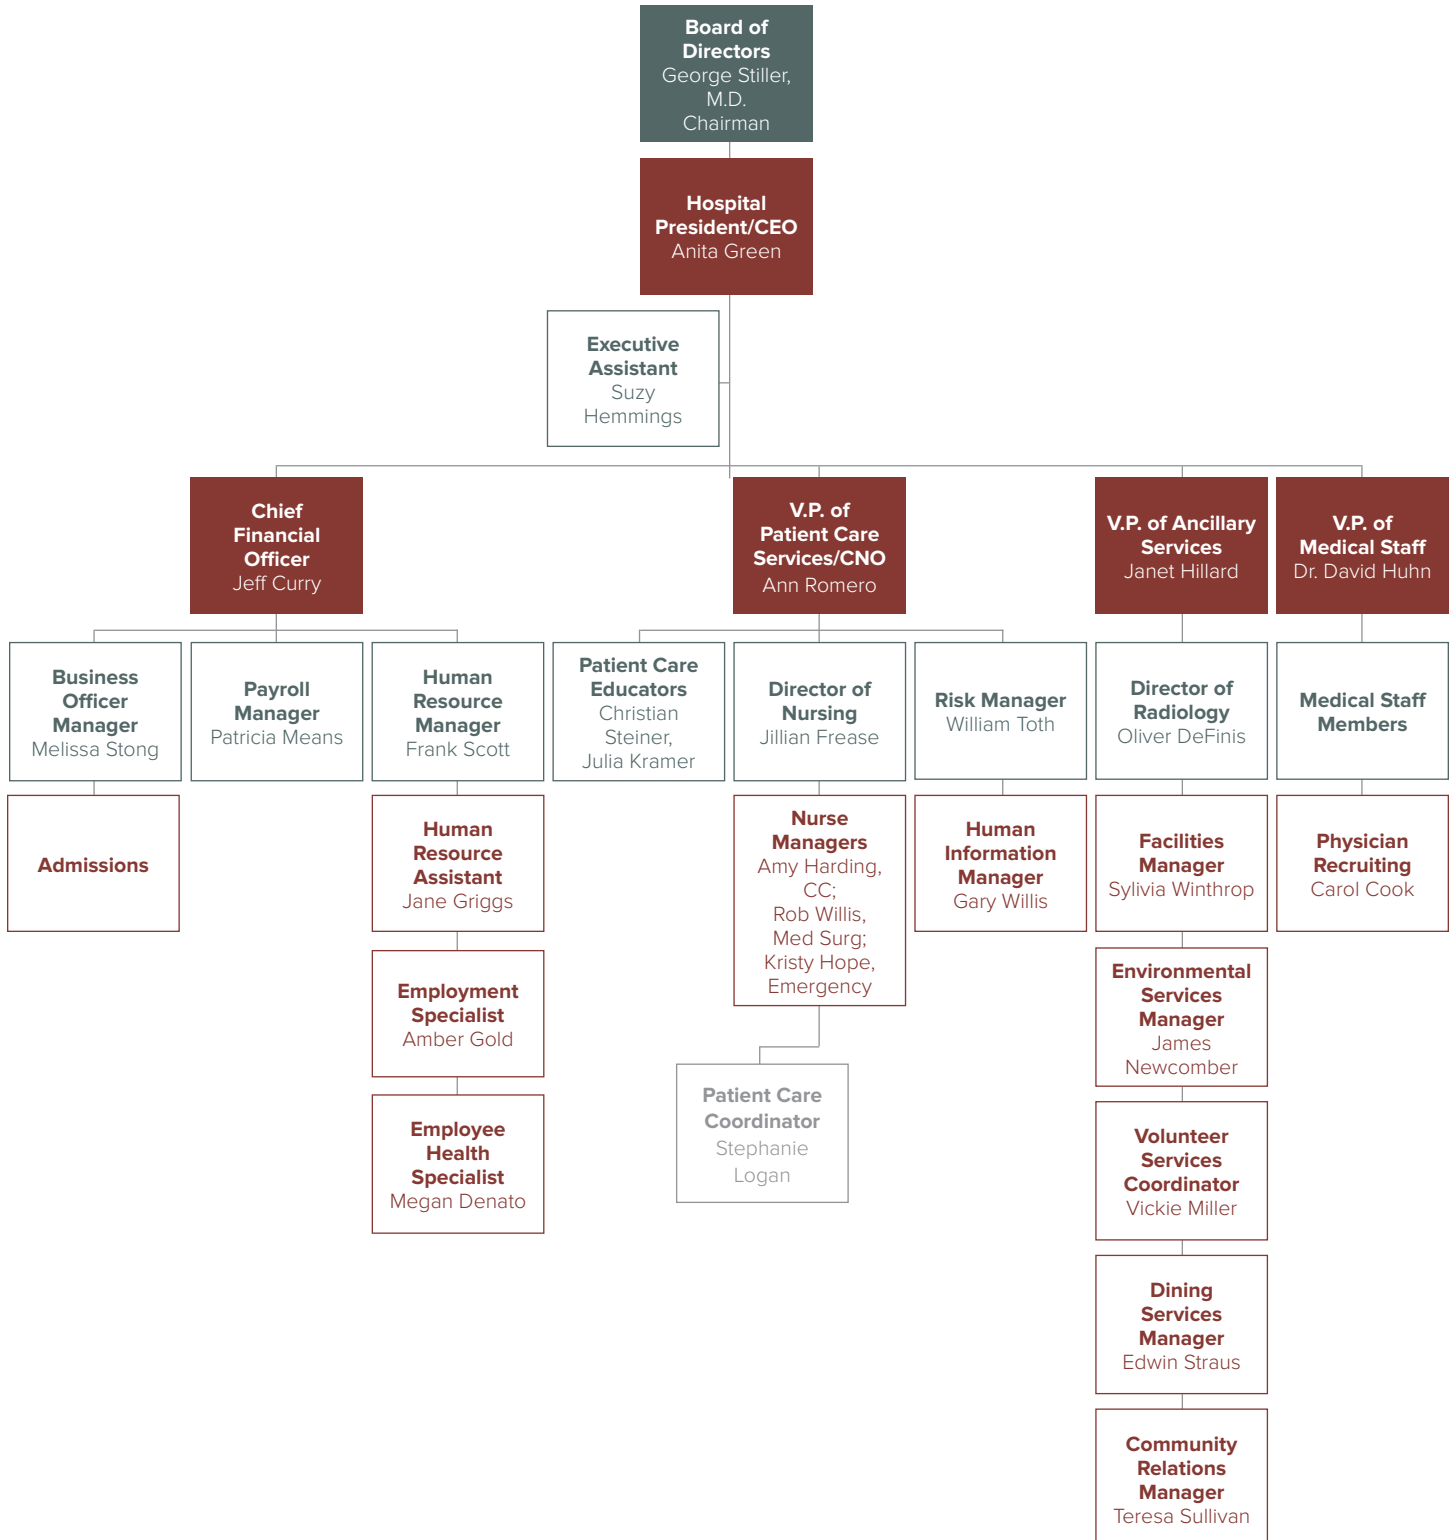 Board of
Directors
George Stiller,
M.D.
Chairman
Hospital
President/CEO
Anita Green
Executive
Assistant
Suzy
Hemmings
Chief
Financial
Officer
Jeff Curry
V.P. of
Patient Care
Services/CNO
Ann Romero
V.P. of Ancillary
Services
Janet Hillard
V.P. of
Medical Staff
Dr. David Huhn
Business
Officer
Manager
Melissa Stong
Payroll
Manager
Patricia Means
Human
Resource
Manager
Frank Scott
Patient Care
Educators
Christian
Steiner,
Julia Kramer
Director of
Nursing
Jillian Frease
Risk Manager
William Toth
Director of
Radiology
Oliver DeFinis
Medical Staff
Members
Admissions
Human
Resource
Assistant
Jane Griggs
Nurse
Managers
Amy Harding,
CC;
Rob Willis,
Med Surg;
Kristy Hope,
Emergency
Human
Information
Manager
Gary Willis
Facilities
Manager
Sylivia Winthrop
Physician
Recruiting
Carol Cook
Employment
Specialist
Amber Gold
Environmental
Services
Manager
James
Newcomber
Patient Care
Coordinator
Stephanie
Logan
Employee
Health
Specialist
Megan Denato
Volunteer
Services
Coordinator
Vickie Miller
Dining
Services
Manager
Edwin Straus
Community
Relations
Manager
Teresa Sullivan